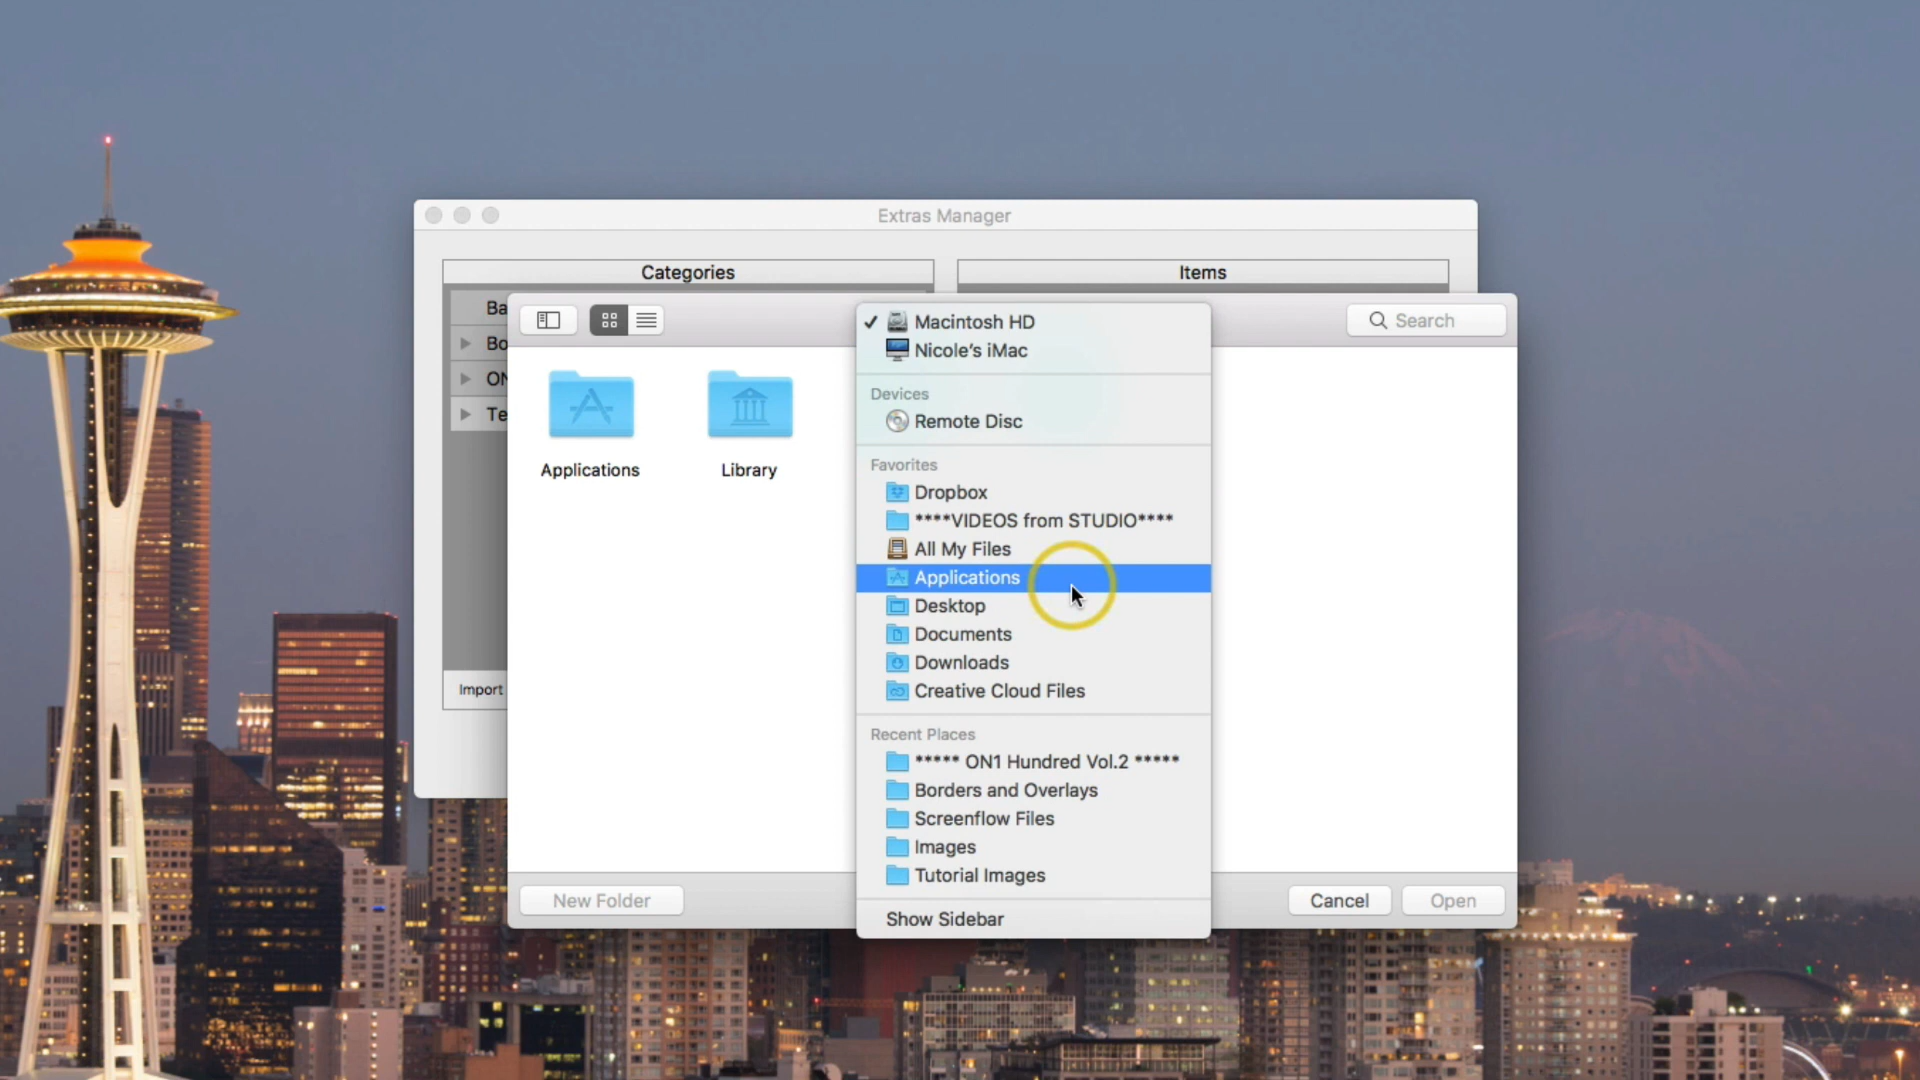 Extras Manager
Categories
Items
Ba
Bo
ON
Te
Import
Search
Applications
Library
Macintosh HD
Nicole's iMac
Devices
Remote Disc
Favorites
Dropbox
****VIDEOS from STUDIO****
All My Files
Applications
Desktop
Documents
Downloads
Creative Cloud Files
Recent Places
***** ON1 Hundred Vol.2 *****
Borders and Overlays
Screenflow Files
Images
Tutorial Images
Show Sidebar
New Folder
Cancel
Open